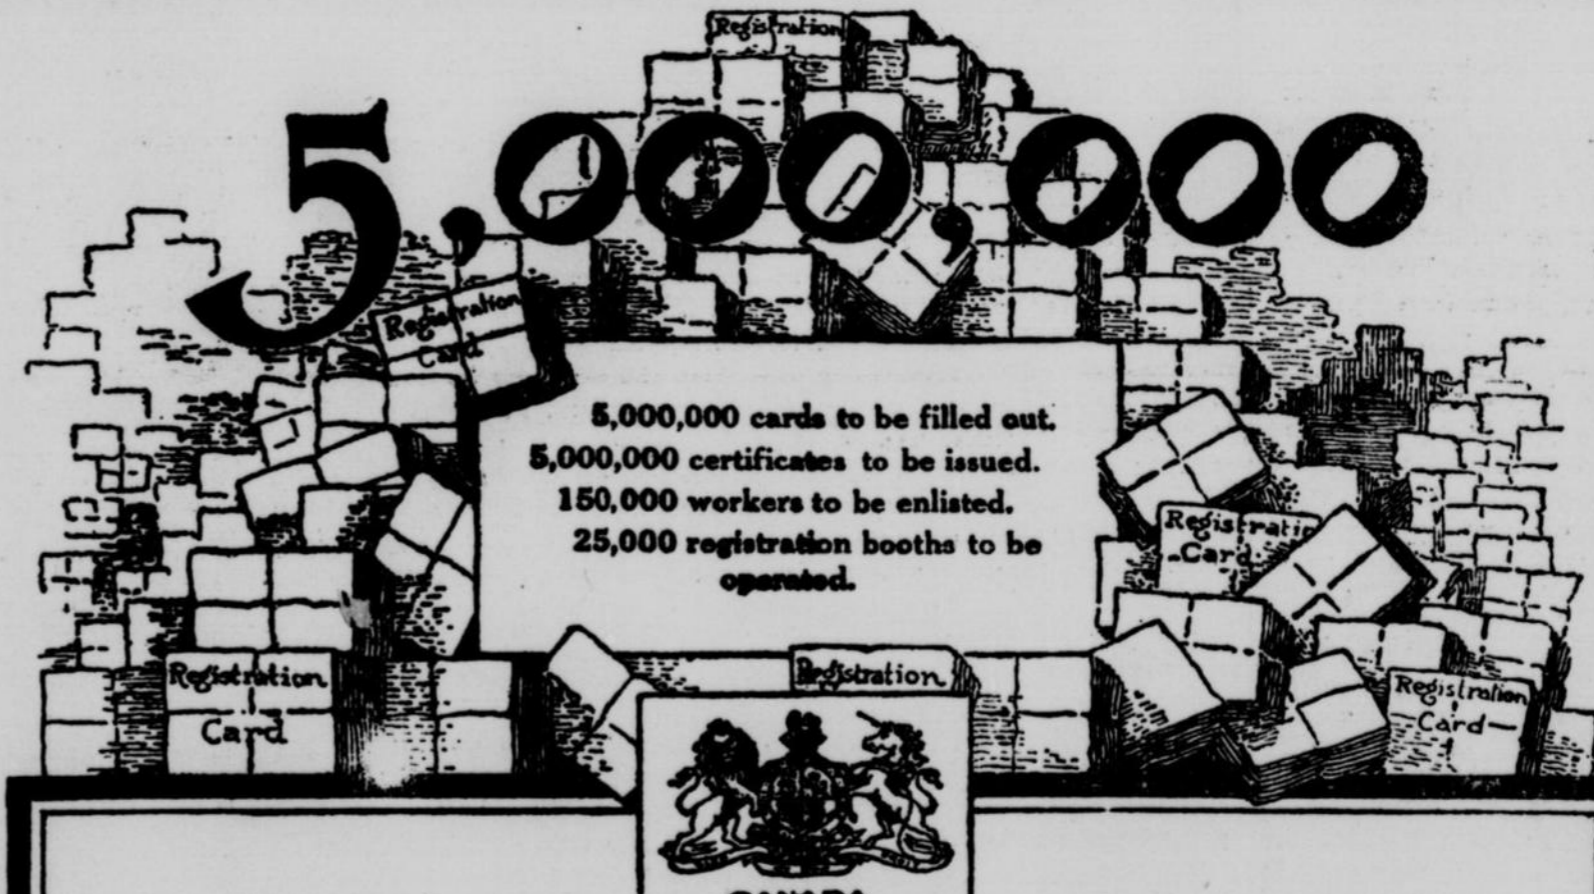 Registration
5,000,000
Registration
Card
5,000,000 cards to be filled out.
5,000,000 certificates to be issued.
150,000 workers to be enlisted.
25,000 registration booths to be
operated.
Registratio
Card
Registration
Card
Registration
Registration
Card